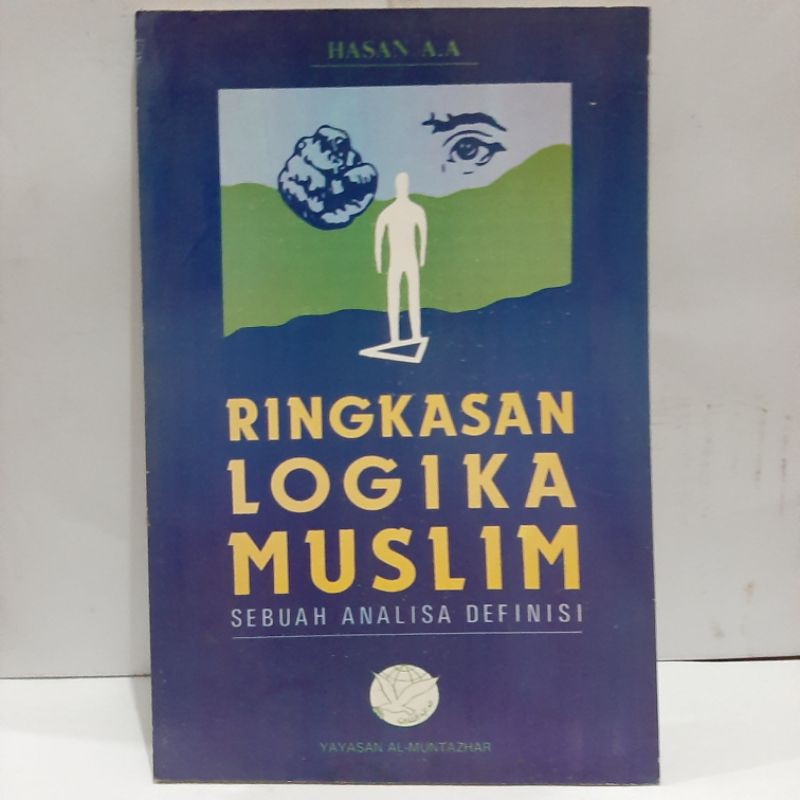 HASAN A.A
RINGKASAN
LOGIKA
MUSLIM
SEBUAH ANALISA DEFINISI
YAYASAN AL-MUNTAZHAR